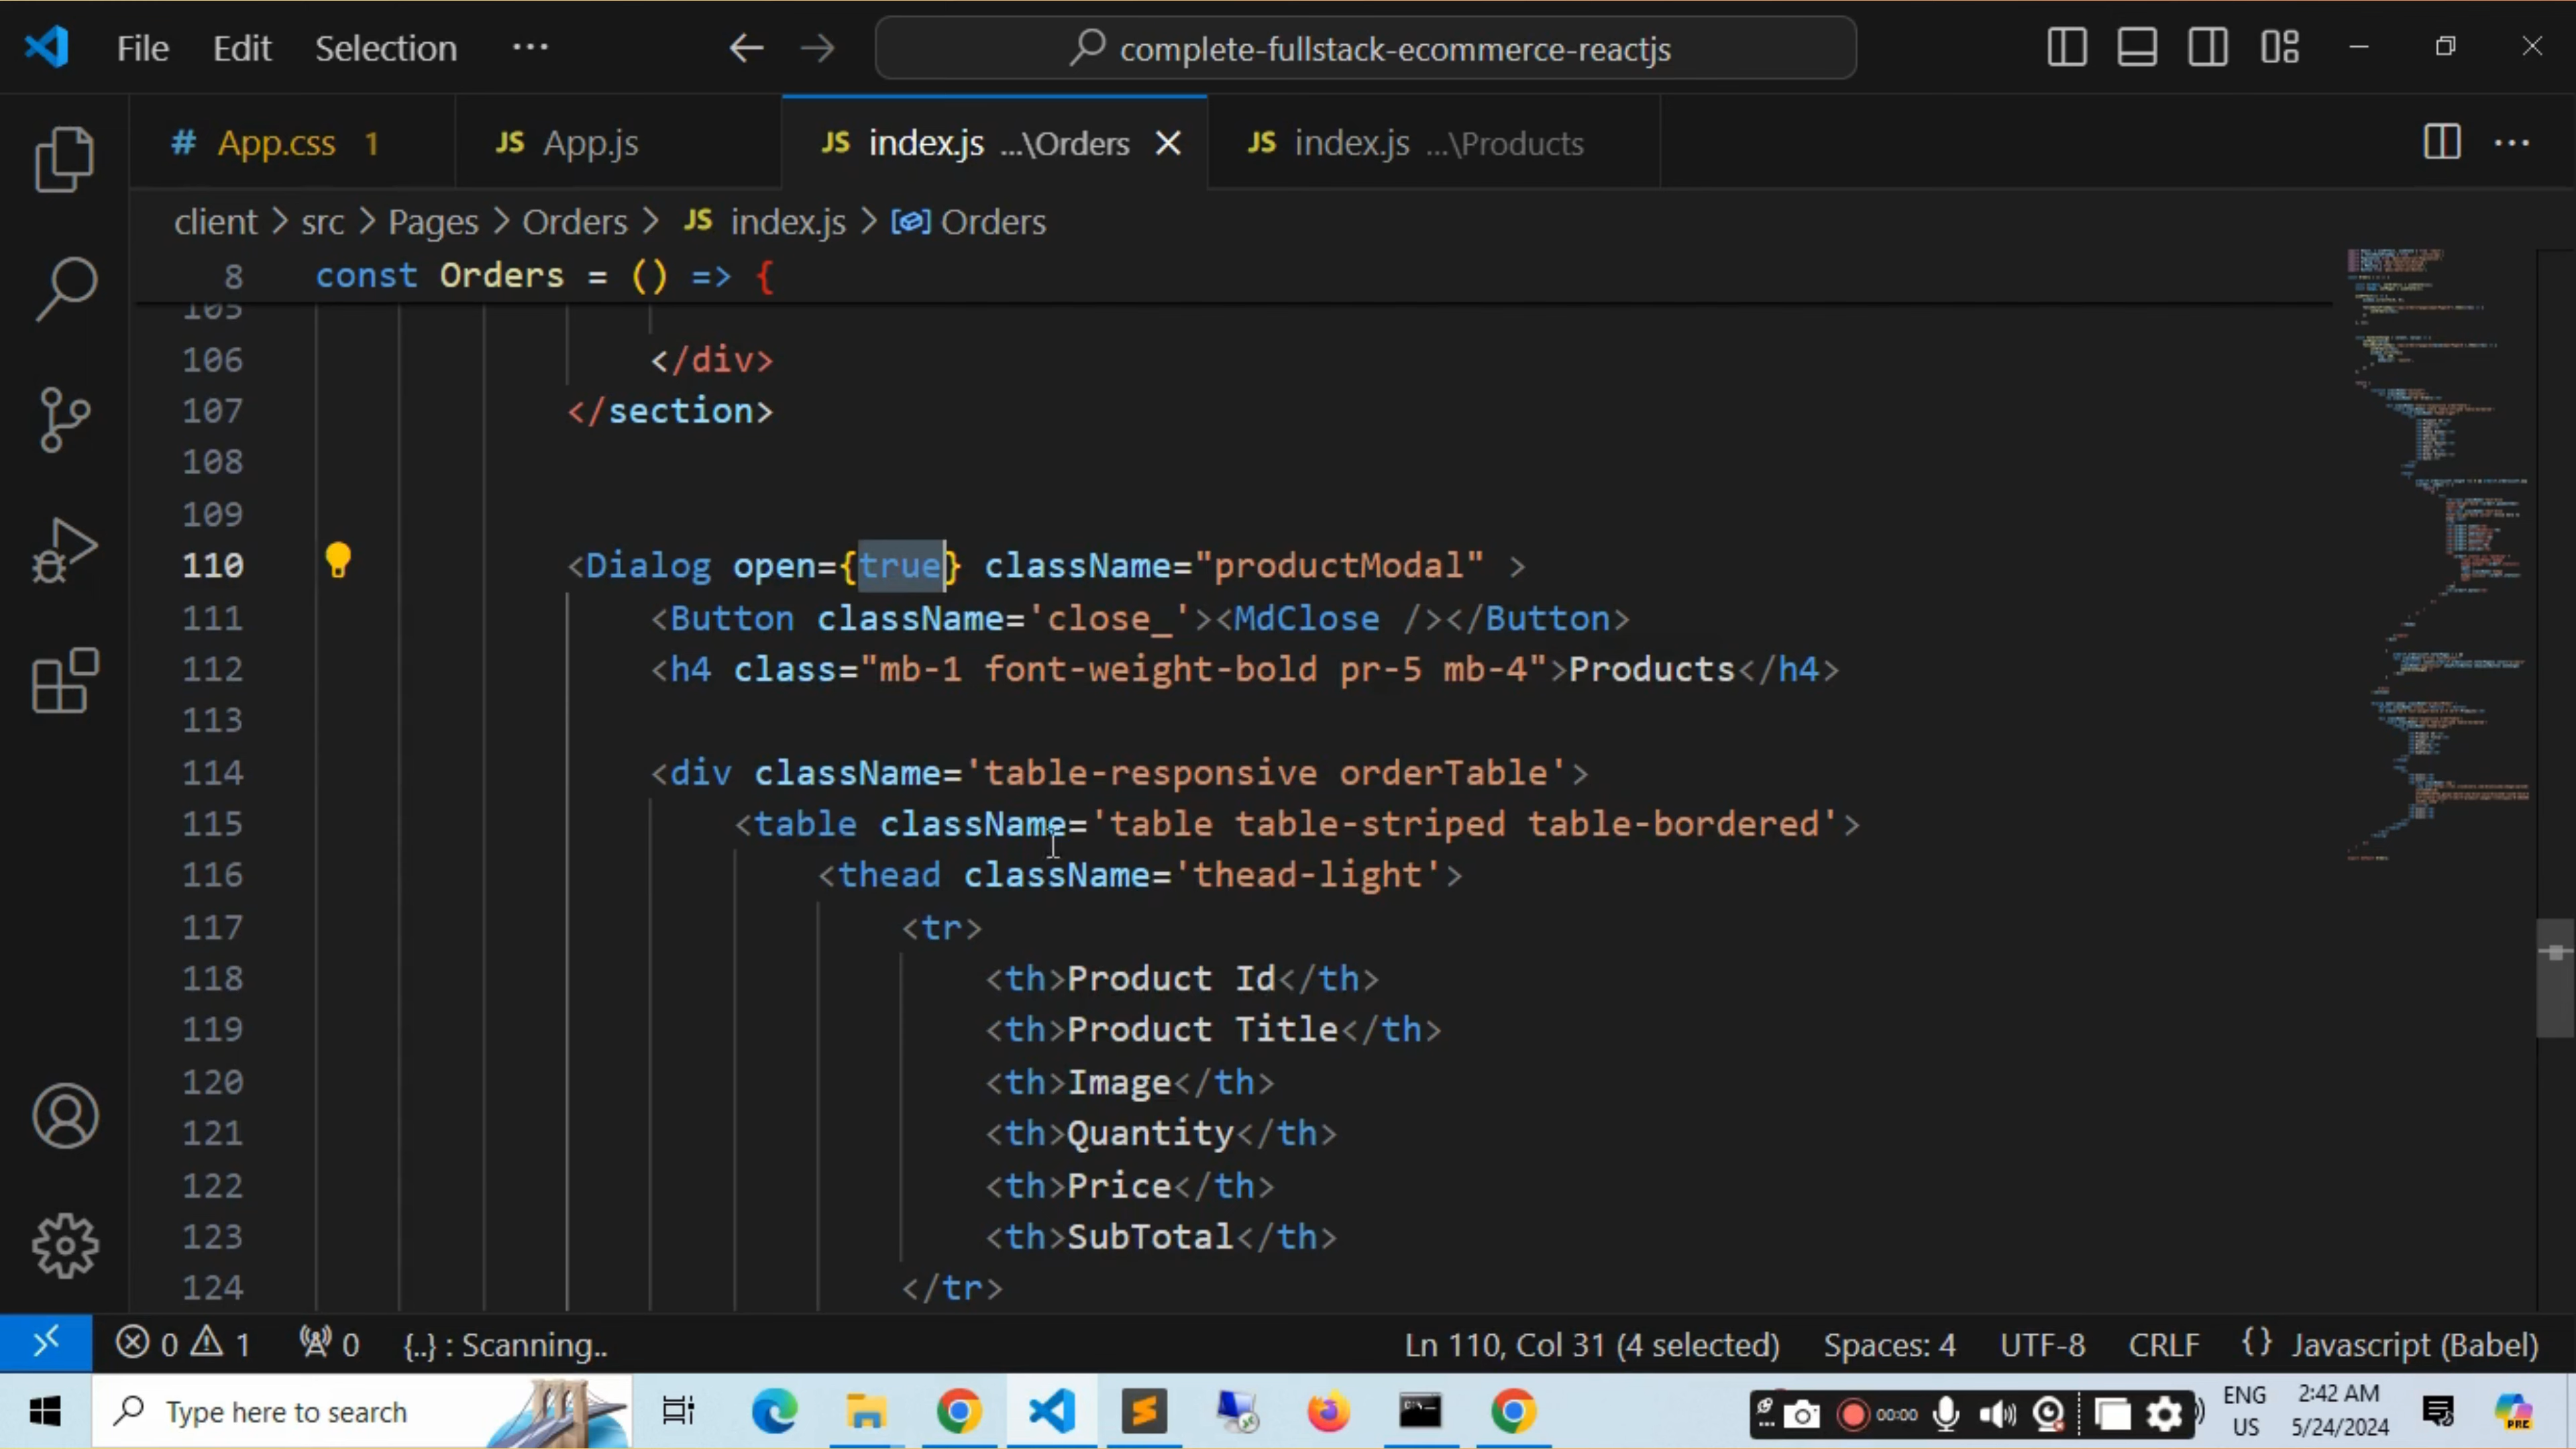 File Edit Selection ··· complete-fullstack-ecommerce-reactjs
# App.css 1 JS App.js JS index.js ...\Orders JS index.js ...\Products
client > src > Pages > Orders > JS index.js > Orders
8 const Orders = () => {
105
106 </div>
107 </section>
108
109
110 <Dialog open={true} className="productModal" >
111 <Button className='close_'><MdClose /></Button>
112 <h4 class="mb-1 font-weight-bold pr-5 mb-4">Products</h4>
113
114 <div className='table-responsive orderTable'>
115 <table className='table table-striped table-bordered'>
116 <thead className='thead-light'>
117 <tr>
118 <th>Product Id</th>
119 <th>Product Title</th>
120 <th>Image</th>
121 <th>Quantity</th>
122 <th>Price</th>
123 <th>SubTotal</th>
124 </tr>
0 1 0 {..} : Scanning.. Ln 110, Col 31 (4 selected) Spaces: 4 UTF-8 CRLF {} Javascript (Babel)
Type here to search 00:00 ENG 2:42 AM
US 5/24/2024 PRE